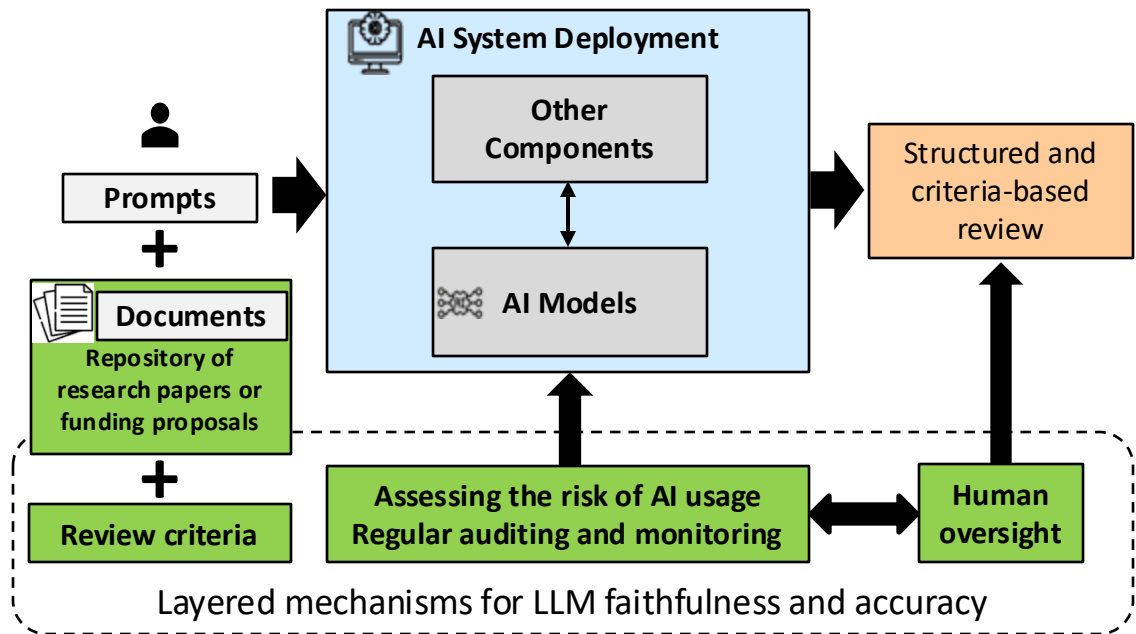 AI System Deployment
Other
Components
AI Models
Prompts
+
Documents
Repository of
research papers or
funding proposals
+
Review criteria
Structured and
criteria-based
review
Assessing the risk of AI usage
Regular auditing and monitoring
Human
oversight
Layered mechanisms for LLM faithfulness and accuracy